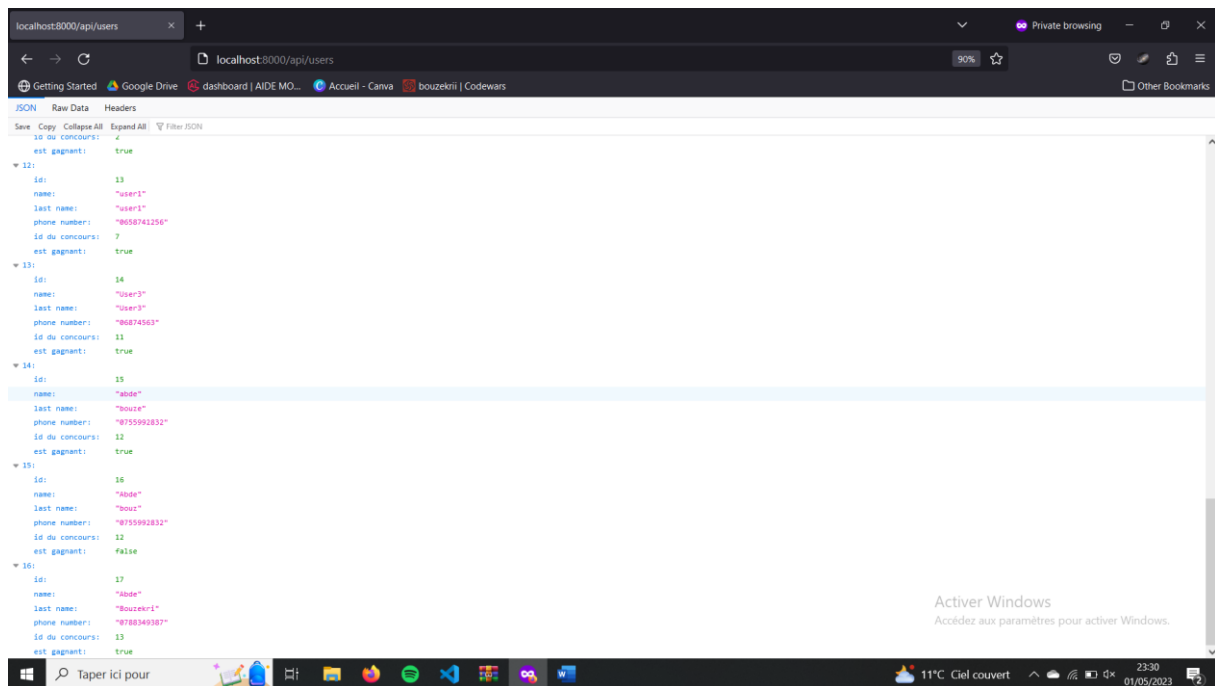 localhost:8000/api/users
Private browsing
localhost:8000/api/users
90%
Getting Started Google Drive dashboard | AIDE MO... Accueil - Canva bouzekrii | Codewars Other Bookmarks
JSON Raw Data Headers
Save Copy Collapse All Expand All Filter JSON
id du concours: 2
est gagnant: true
12:
id: 13
name: "user1"
last name: "user1"
phone number: "0658741256"
id du concours: 7
est gagnant: true
13:
id: 14
name: "User3"
last name: "User3"
phone number: "06874563"
id du concours: 11
est gagnant: true
14:
id: 15
name: "abde"
last name: "bouze"
phone number: "0755992832"
id du concours: 12
est gagnant: true
15:
id: 16
name: "Abde"
last name: "bouz"
phone number: "0755992832"
id du concours: 12
est gagnant: false
16:
id: 17
name: "Abde"
last name: "Bouzekri"
phone number: "0788349387"
id du concours: 13
est gagnant: true
Activer Windows
Accédez aux paramètres pour activer Windows.
Taper ici pour
11°C Ciel couvert
23:30
01/05/2023
2